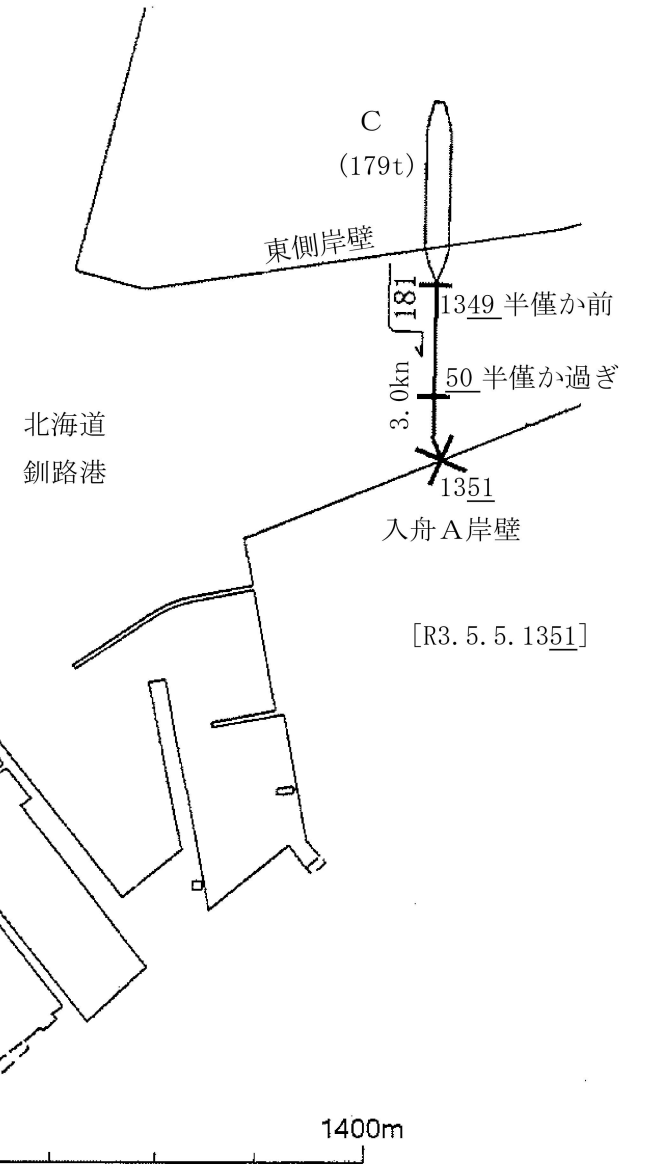 C
(179t)
東側岸壁
181
1349 半僅か前
3.0kn
50 半僅か過ぎ
北海道
釧路港
1351
入舟A岸壁
[R3.5.5.1351]
1400m